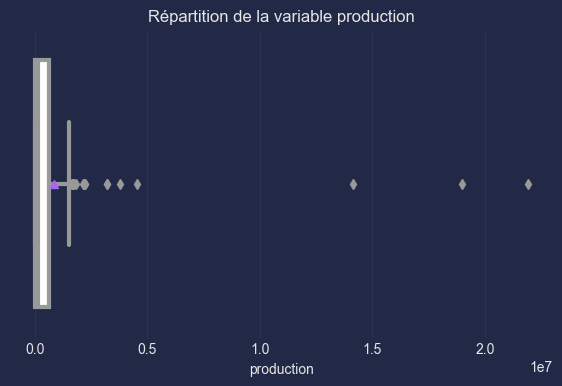 Répartition de la variable production
0.0 0.5 1.0 1.5 2.0
1e7
production